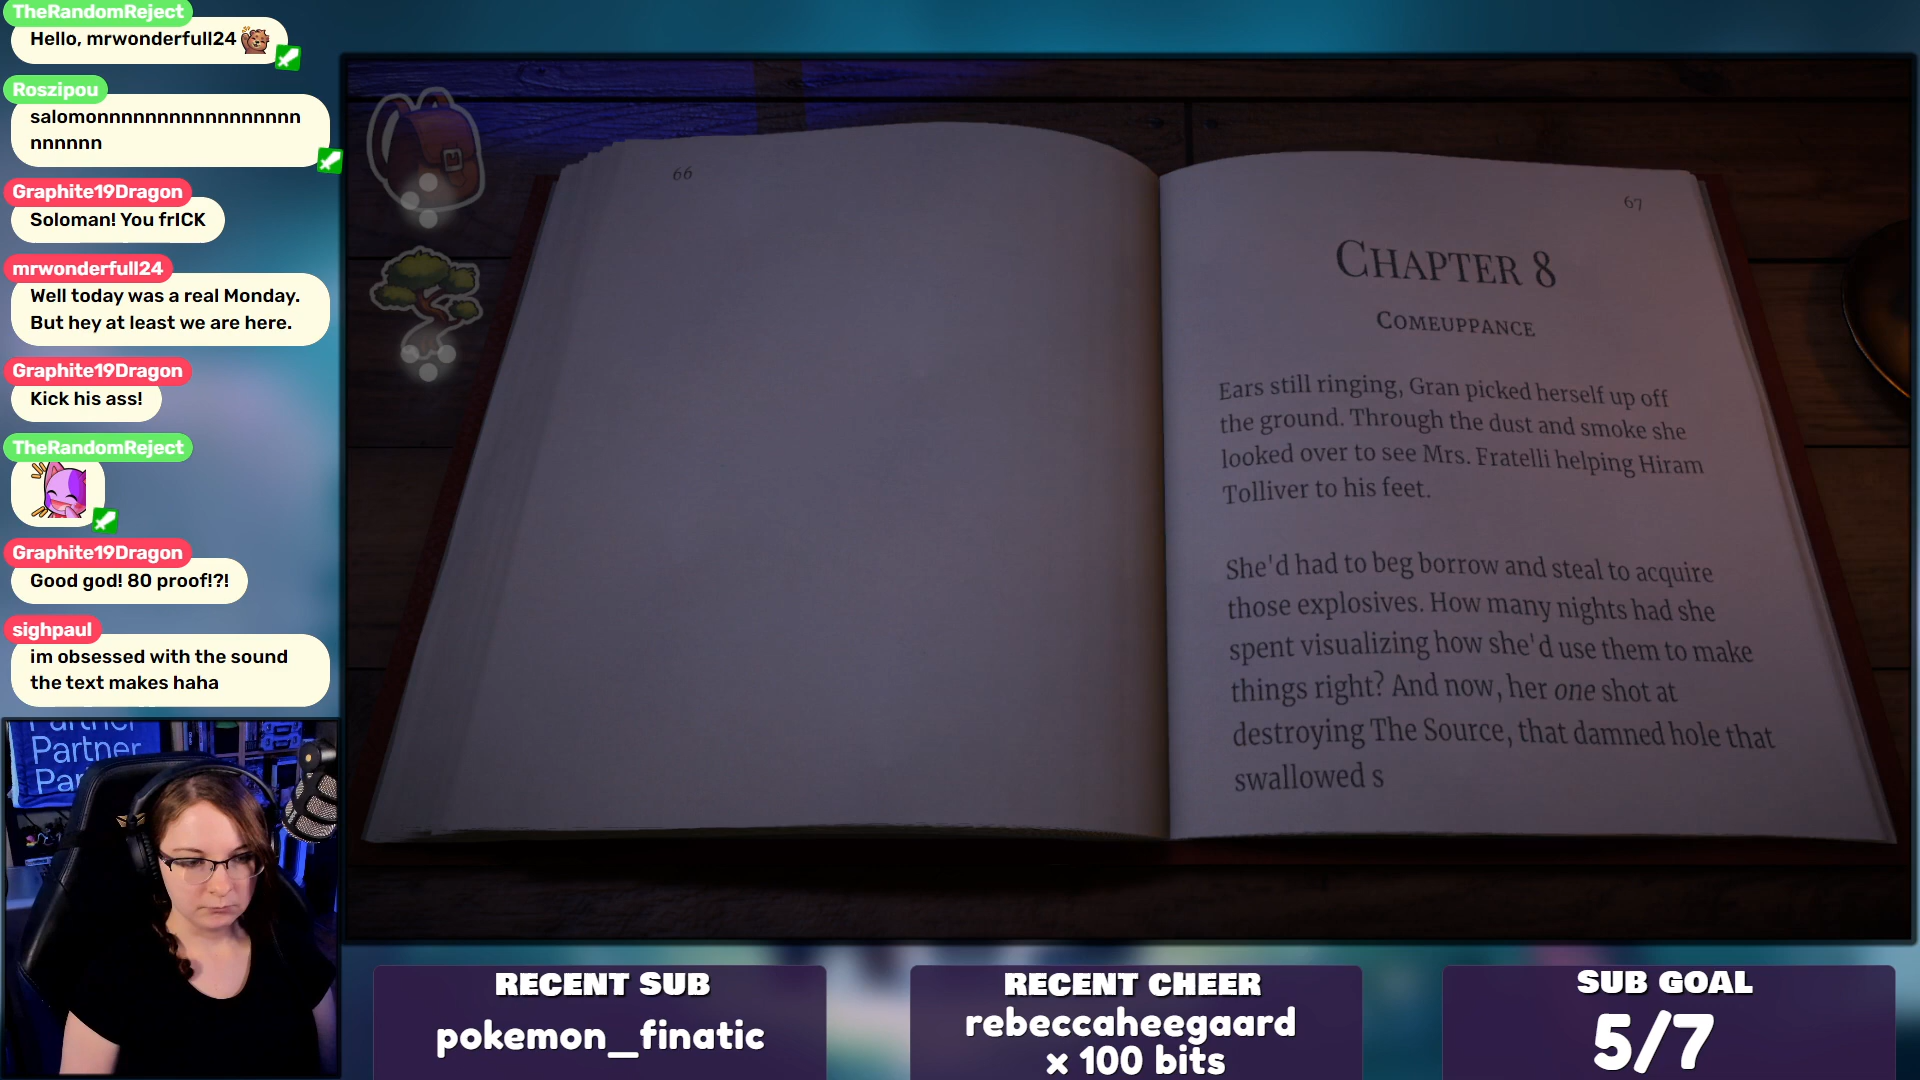 TheRandomReject
Hello, mrwonderfull24
Roszipou
salomonnnnnnnnnnnnnnnnnn
nnnnnn
Graphite19Dragon
Soloman! You frICK
mrwonderfull24
Well today was a real Monday.
But hey at least we are here.
Graphite19Dragon
Kick his ass!
TheRandomReject
Graphite19Dragon
Good god! 80 proof!?!
sighpaul
im obsessed with the sound
the text makes haha
Partner
Partner
66
67
Chapter 8
Comeuppance
Ears still ringing, Gran picked herself up off
the ground. Through the dust and smoke she
looked over to see Mrs. Fratelli helping Hiram
Tolliver to his feet.
She'd had to beg borrow and steal to acquire
those explosives. How many nights had she
spent visualizing how she'd use them to make
things right? And now, her one shot at
destroying The Source, that damned hole that
swallowed s
RECENT SUB
pokemon_finatic
RECENT CHEER
rebeccaheegaard
x 100 bits
SUB GOAL
5/7